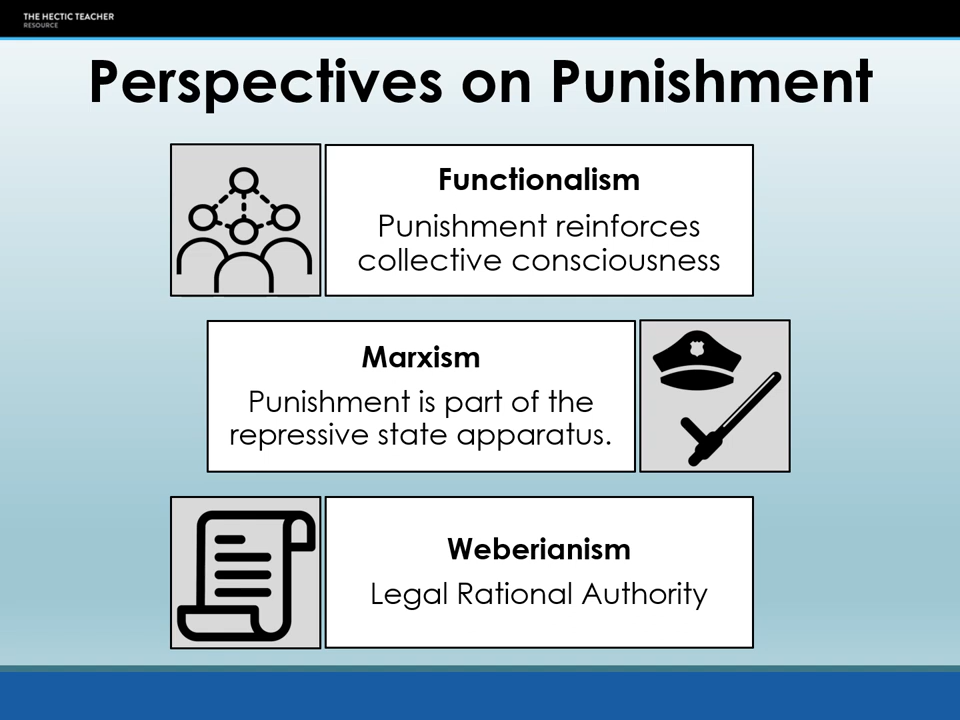 THE HECTIC TEACHER
RESOURCE
Perspectives on Punishment
Functionalism
Punishment reinforces
collective consciousness
Marxism
Punishment is part of the
repressive state apparatus.
Weberianism
Legal Rational Authority